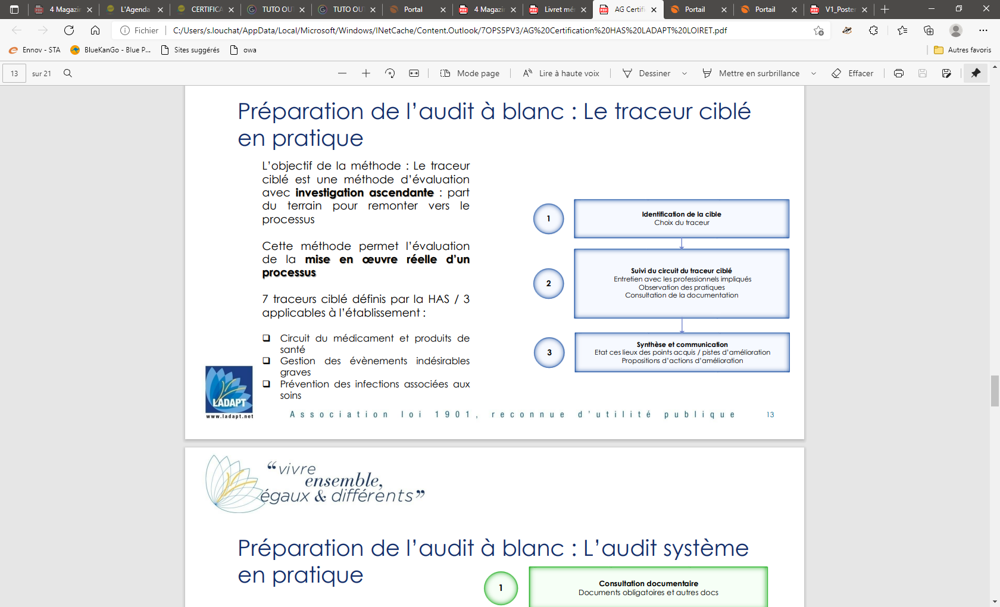 4 Magazin
L'Agenda
CERTIFICA
TUTO OUT
TUTO OUT
Portal
4 Magazin
Livret mé
AG Certifi
Portail
Portail
V1_Poster
Fichier
C:/Users/s.louchat/AppData/Local/Microsoft/Windows/INetCache/Content.Outlook/7OPS5PV3/AG%20Certification%20HAS%20LADAPT%20LOIRET.pdf
Ennov - STA
BlueKanGo - Blue P...
Sites suggérés
owa
Autres favoris
13
sur 21
Mode page
Lire à haute voix
Dessiner
Mettre en surbrillance
Effacer
Préparation de l'audit à blanc : Le traceur ciblé
en pratique
L'objectif de la méthode : Le traceur
ciblé est une méthode d'évaluation
avec investigation ascendante : part
du terrain pour remonter vers le
processus
Cette méthode permet l'évaluation
de la mise en œuvre réelle d'un
processus
7 traceurs ciblé définis par la HAS / 3
applicables à l'établissement :
Circuit du médicament et produits de
santé
Gestion des évènements indésirables
graves
Prévention des infections associées aux
soins
1
Identification de la cible
Choix du traceur
2
Suivi du circuit du traceur ciblé
Entretien avec les professionnels impliqués
Observation des pratiques
Consultation de la documentation
3
Synthèse et communication
Etat ces lieux des points acquis / pistes d'amélioration
Propositions d'actions d'amélioration
LADAPT
www.ladapt.net
Association loi 1901, reconnue d'utilité publique
13
“vivre
ensemble,
égaux & différents”
Préparation de l'audit à blanc : L'audit système
en pratique
1
Consultation documentaire
Documents obligatoires et autres docs